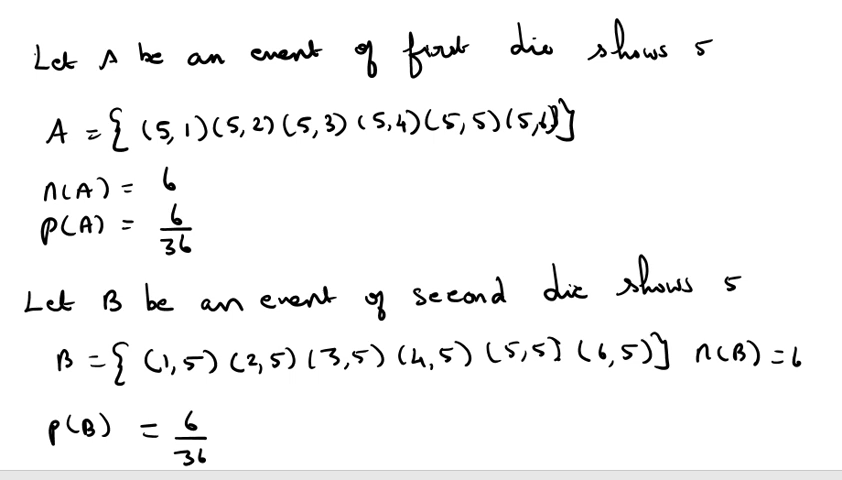 Let A be an event of first die shows 5
A = { (5,1) (5,2) (5,3) (5,4) (5,5) (5,6) }
n(A) = 6
P(A) = 6/36
Let B be an event of second die shows 5
B = { (1,5) (2,5) (3,5) (4,5) (5,5) (6,5) } n(B) = 6
P(B) = 6/36